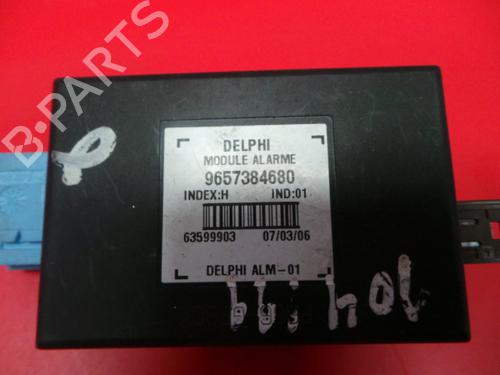 B-PARTS
DELPHI
MODULE ALARME
9657384680
INDEX:H IND:01
63599903 07/03/06
DELPHI ALM-01